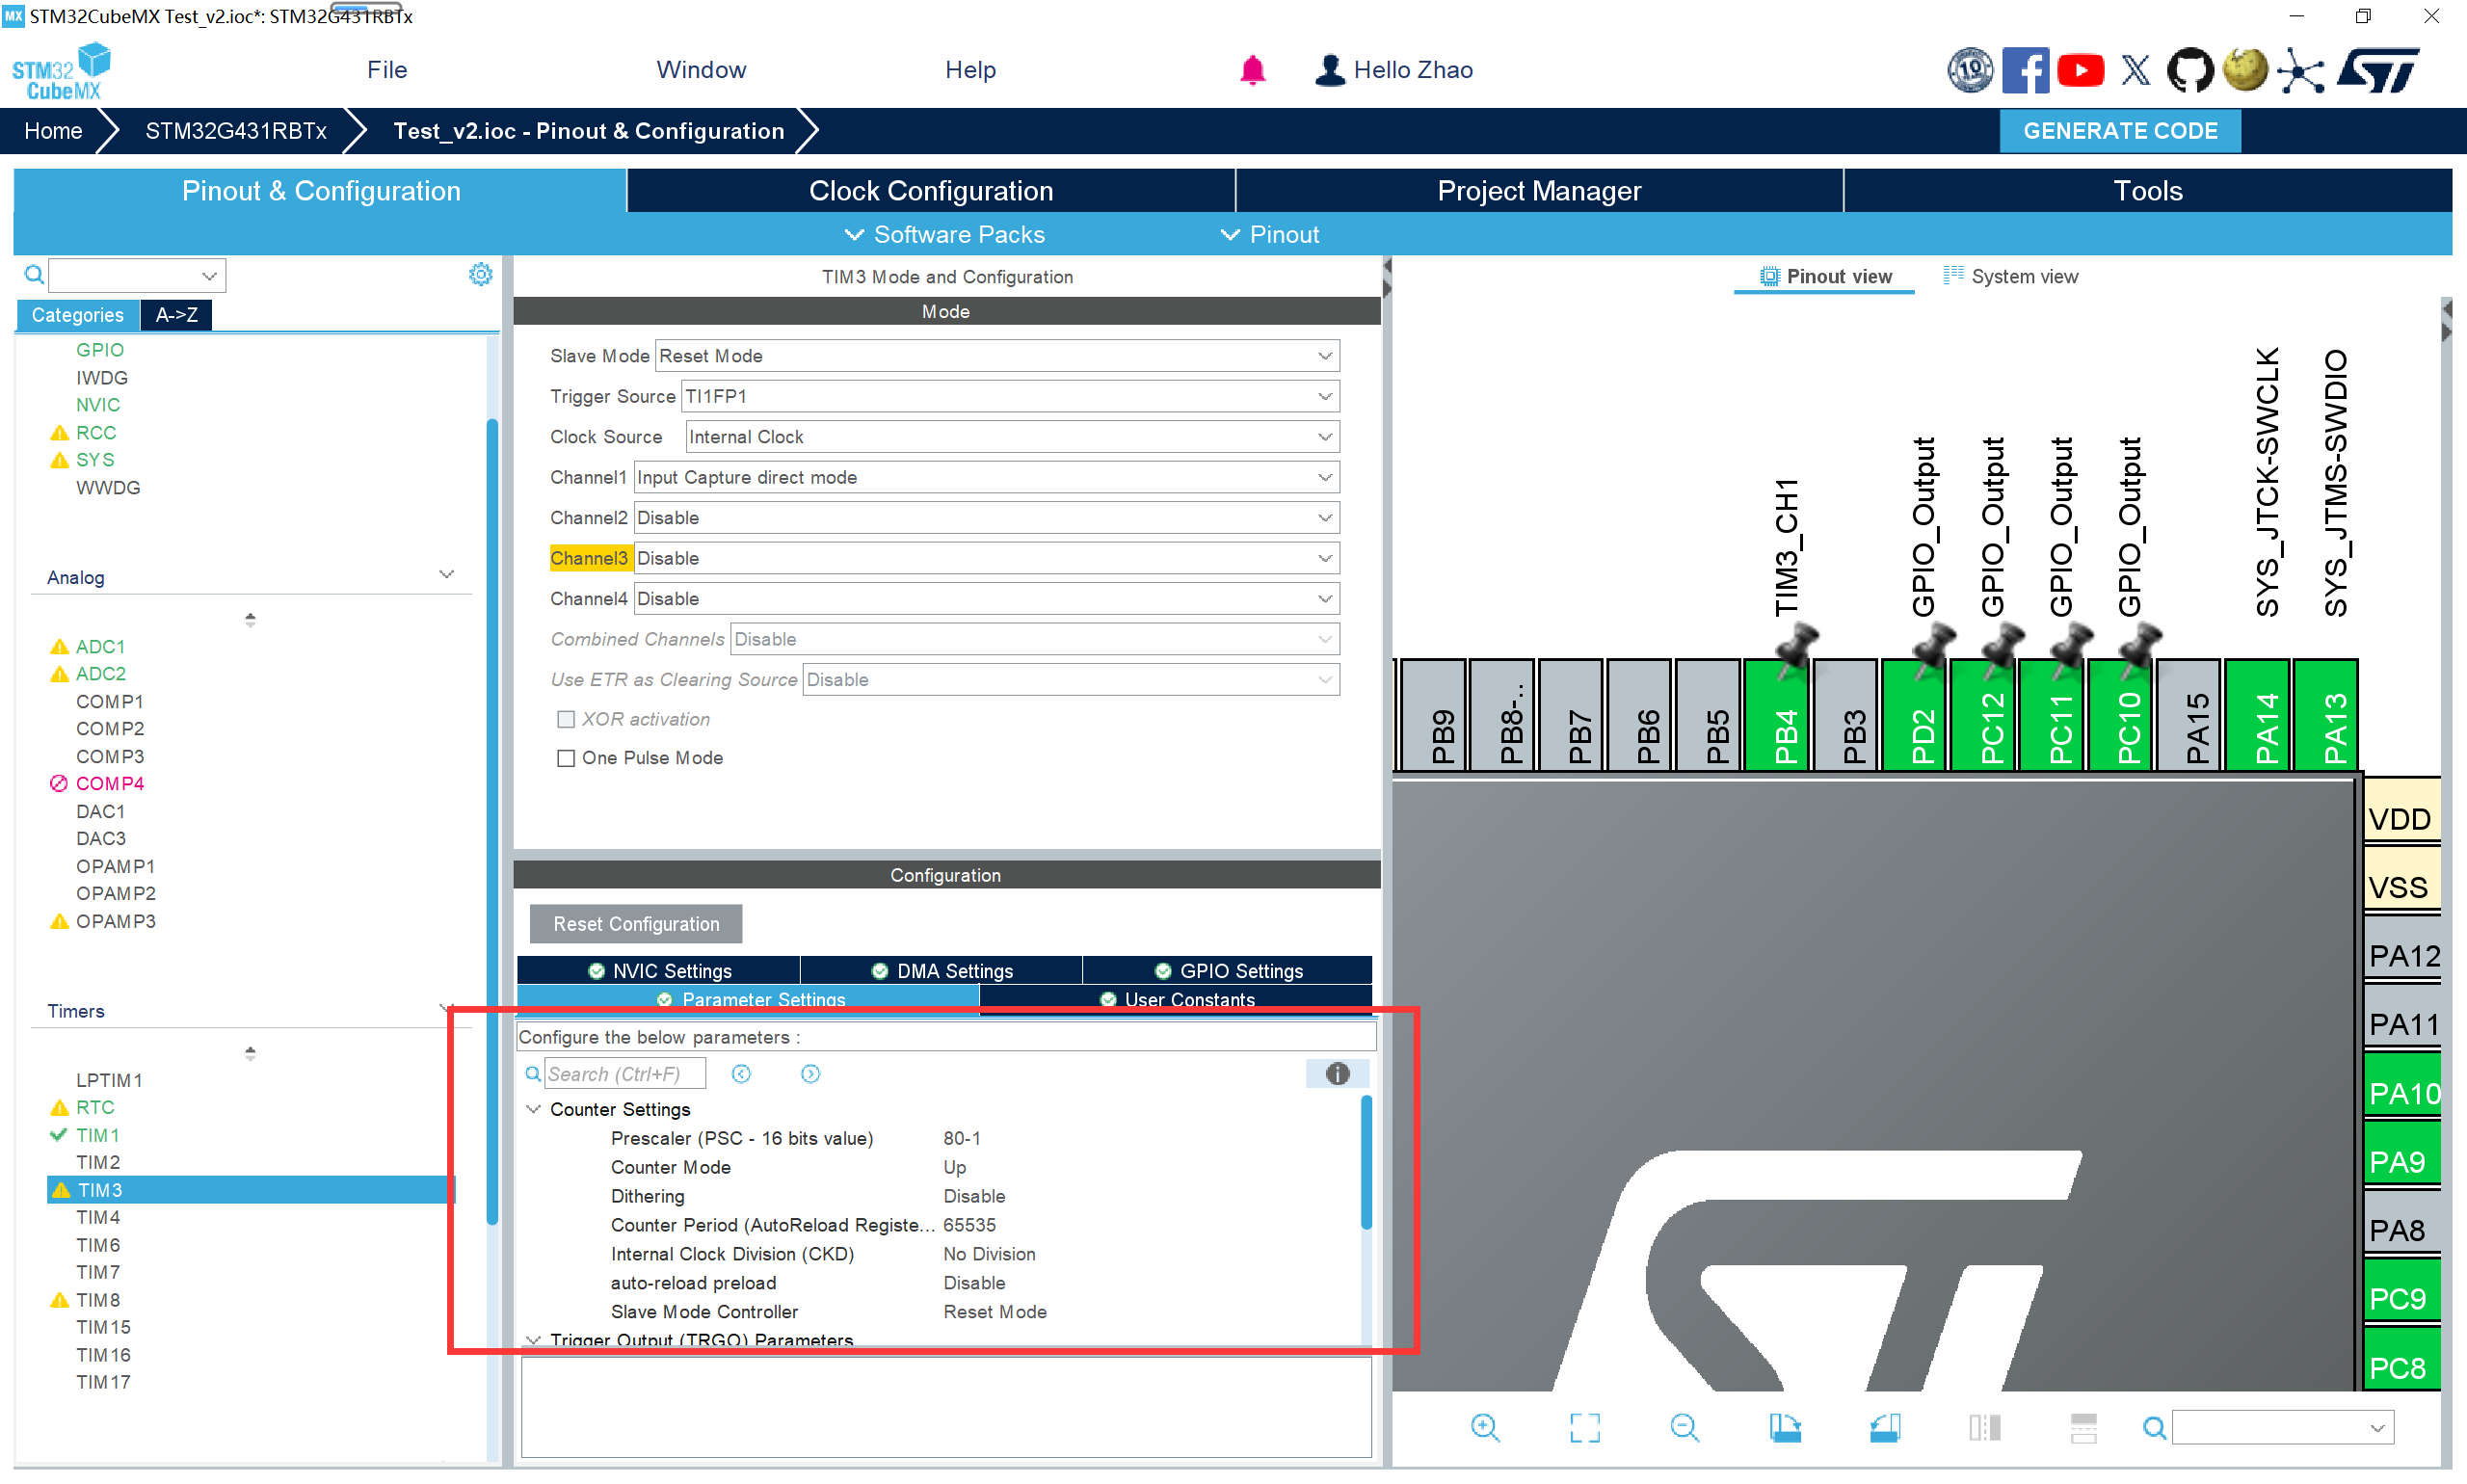 MX STM32CubeMX Test_v2.ioc*: STM32G431RBTx
STM32 CubeMX
File
Window
Help
Hello Zhao
10
Home
STM32G431RBTx
Test_v2.ioc - Pinout & Configuration
GENERATE CODE
Pinout & Configuration
Clock Configuration
Project Manager
Tools
Software Packs
Pinout
Categories
A->Z
GPIO
IWDG
NVIC
RCC
SYS
WWDG
Analog
ADC1
ADC2
COMP1
COMP2
COMP3
COMP4
DAC1
DAC3
OPAMP1
OPAMP2
OPAMP3
Timers
LPTIM1
RTC
TIM1
TIM2
TIM3
TIM4
TIM6
TIM7
TIM8
TIM15
TIM16
TIM17
TIM3 Mode and Configuration
Mode
Slave Mode Reset Mode
Trigger Source TI1FP1
Clock Source Internal Clock
Channel1 Input Capture direct mode
Channel2 Disable
Channel3 Disable
Channel4 Disable
Combined Channels Disable
Use ETR as Clearing Source Disable
XOR activation
One Pulse Mode
Configuration
Reset Configuration
NVIC Settings
DMA Settings
GPIO Settings
Parameter Settings
User Constants
Configure the below parameters :
Search (Ctrl+F)
Counter Settings
Prescaler (PSC - 16 bits value) 80-1
Counter Mode Up
Dithering Disable
Counter Period (AutoReload Registe... 65535
Internal Clock Division (CKD) No Division
auto-reload preload Disable
Slave Mode Controller Reset Mode
Trigger Output (TRGO) Parameters
Pinout view
System view
TIM3_CH1
GPIO_Output
GPIO_Output
GPIO_Output
GPIO_Output
SYS_JTCK-SWCLK
SYS_JTMS-SWDIO
PB9
PB8-..
PB7
PB6
PB5
PB4
PB3
PD2
PC12
PC11
PC10
PA15
PA14
PA13
VDD
VSS
PA12
PA11
PA10
PA9
PA8
PC9
PC8